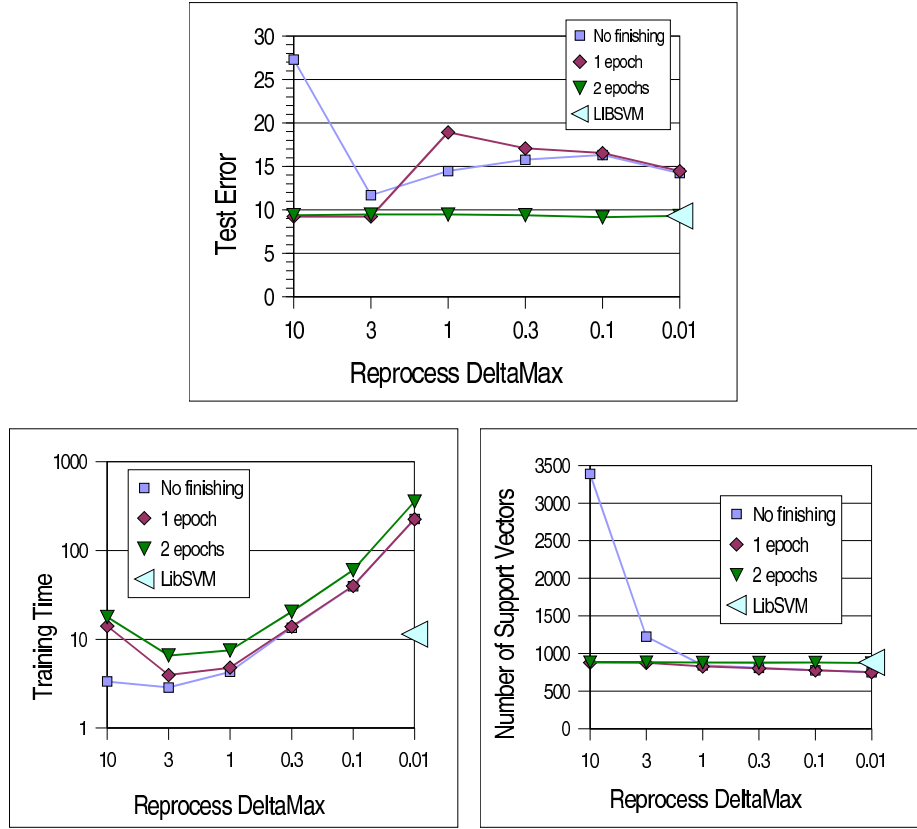 30
25
20
15
10
5
0
Test Error
No finishing
1 epoch
2 epochs
LIBSVM
10 3 1 0.3 0.1 0.01
Reprocess DeltaMax
1000
100
10
1
Training Time
No finishing
1 epoch
2 epochs
LibSVM
10 3 1 0.3 0.1 0.01
Reprocess DeltaMax
3500
3000
2500
2000
1500
1000
500
0
Number of Support Vectors
No finishing
1 epoch
2 epochs
LibSVM
10 3 1 0.3 0.1 0.01
Reprocess DeltaMax